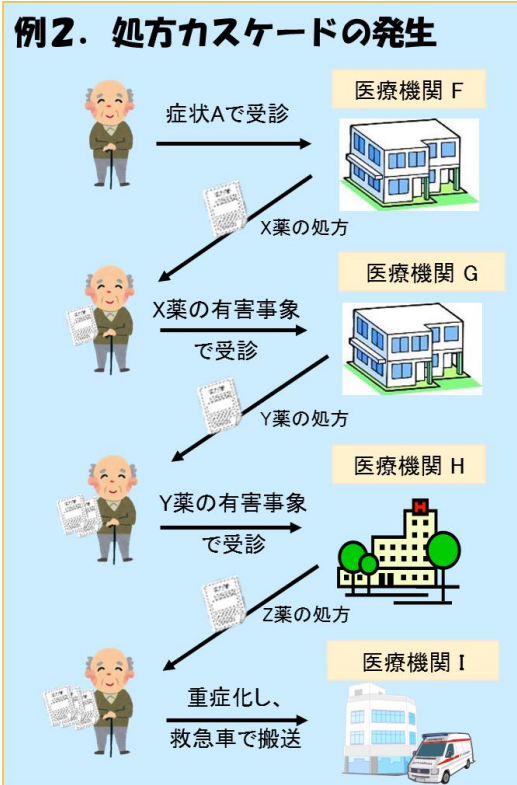 例2．処方カスケードの発生
医療機関 F
症状Aで受診
X薬の処方
医療機関 G
X薬の有害事象
で受診
Y薬の処方
医療機関 H
Y薬の有害事象
で受診
H
Z薬の処方
医療機関 I
重症化し、
救急車で搬送